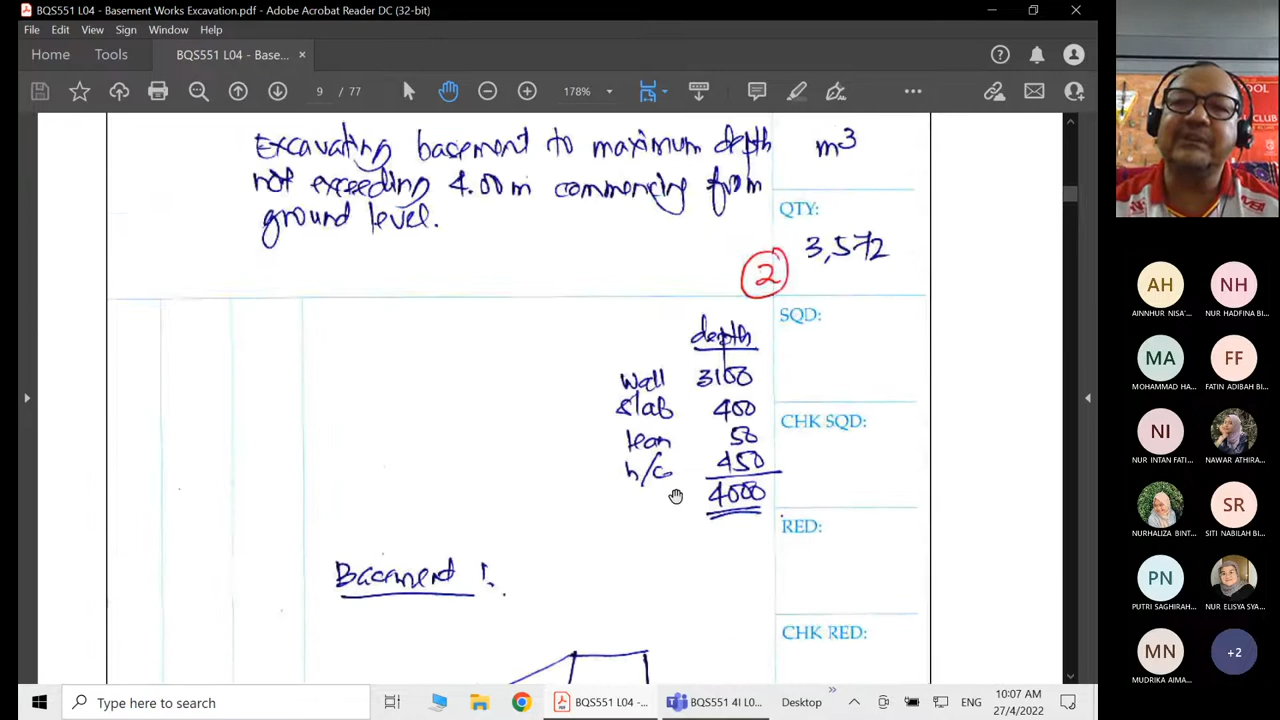 BQS551 L04 - Basement Works Excavation.pdf - Adobe Acrobat Reader DC (32-bit)
File Edit View Sign Window Help
Home Tools BQS551 L04 - Base...
9 / 77 178%
Excavating basement to maximum depth m3
not exceeding 4.00m commencing from
ground level.
QTY:
3,572
2
SQD:
depth
Wall 3100
slab 400
lean 50
h/c 450
4000
CHK SQD:
RED:
Basement 1.
CHK RED:
CLUB
AH NH
AINNHUR NISA'... NUR HADFINA BI...
MA FF
MOHAMMAD HA... FATIN ADIBAH BI...
NI
NUR INTAN FATI... NAWAR ATHIRA...
SR
NURHALIZA BINT... SITI NABILAH BI...
PN
PUTRI SAGHIRAH... NUR ELISYA SYA...
MN +2
MUDRIKA AIMA...
Type here to search
BQS551 L04 -... BQS551 4I L0... Desktop ENG 10:07 AM
27/4/2022